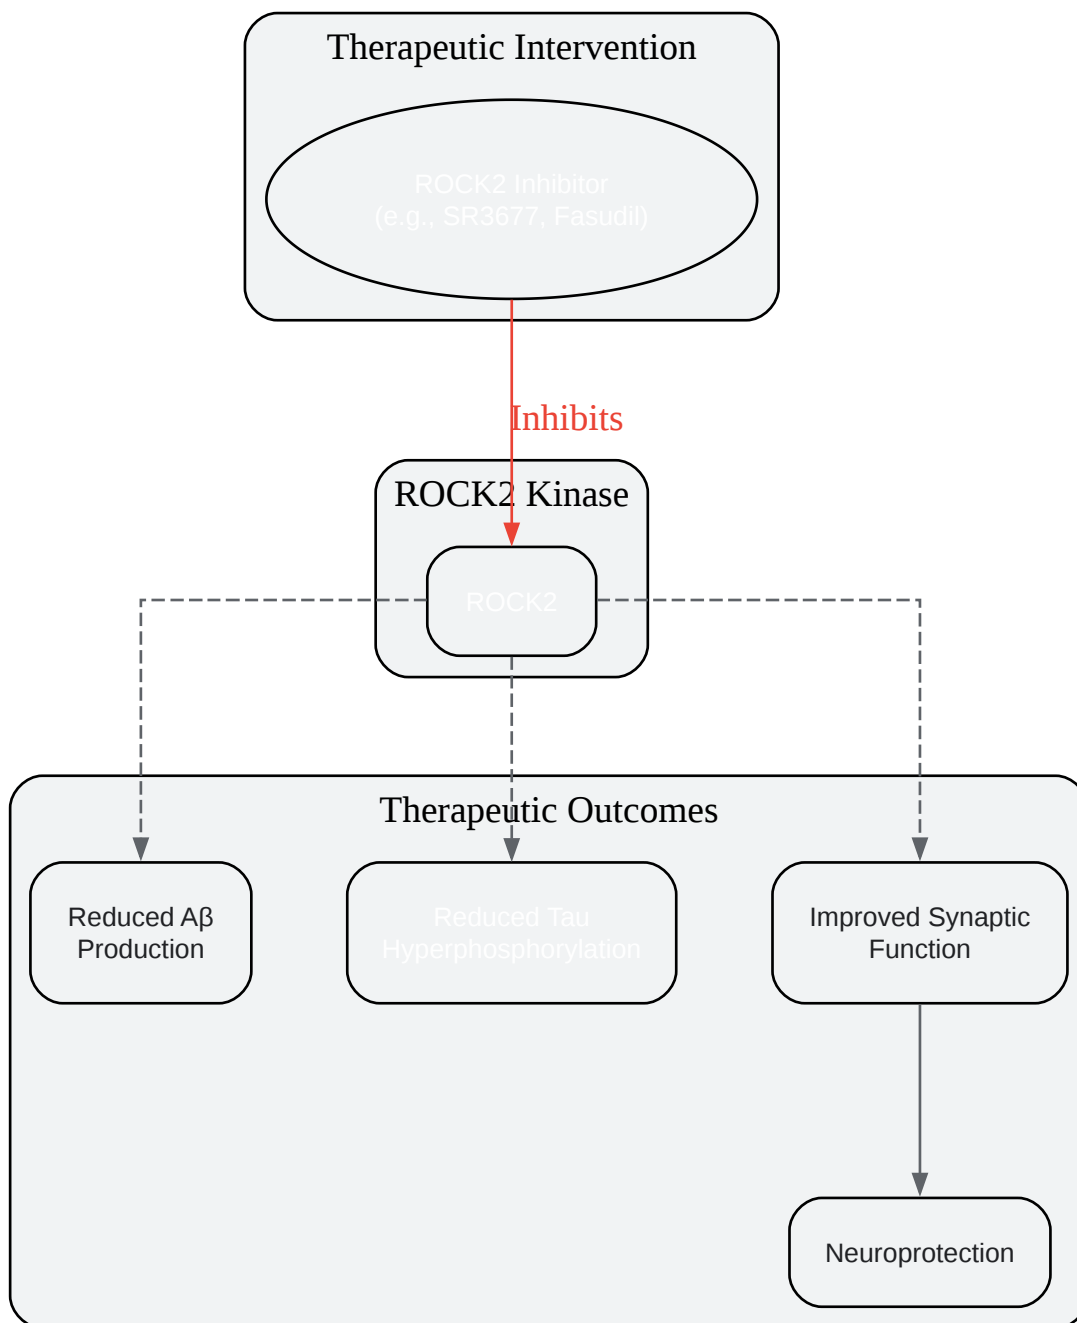 Therapeutic Intervention
ROCK2 Inhibitor
(e.g., SR3677, Fasudil)
Inhibits
ROCK2 Kinase
ROCK2
Therapeutic Outcomes
Reduced Aβ
Production
Reduced Tau
Hyperphosphorylation
Improved Synaptic
Function
Neuroprotection